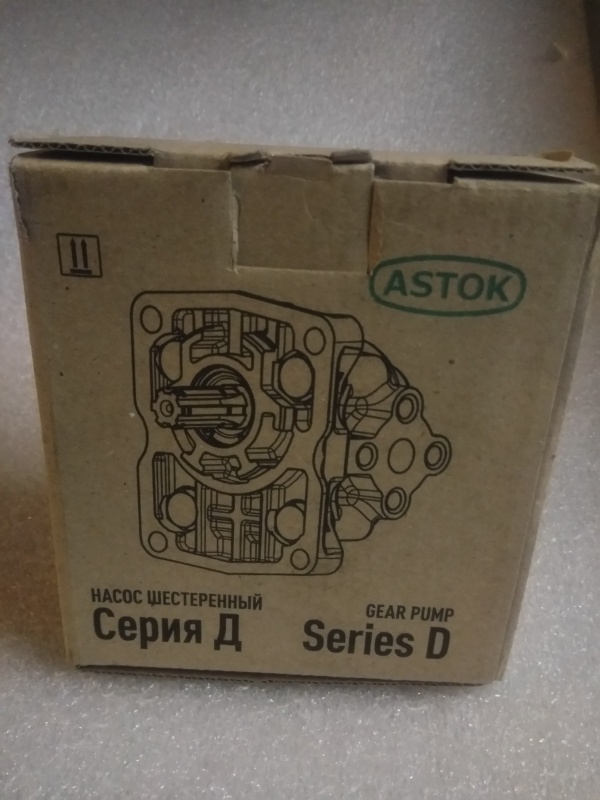 ASTOK
НАСОС ШЕСТЕРЕННЫЙ
Серия Д
GEAR PUMP
Series D